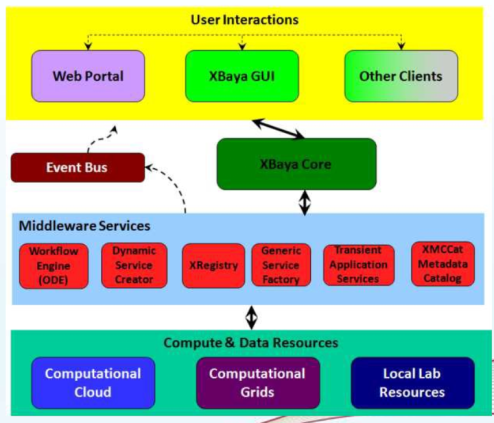 User Interactions
Web Portal
XBaya GUI
Other Clients
Event Bus
XBaya Core
Middleware Services
Workflow
Engine
(ODE)
Dynamic
Service
Creator
XRegistry
Generic
Service
Factory
Transient
Application
Services
XMCCat
Metadata
Catalog
Compute & Data Resources
Computational
Cloud
Computational
Grids
Local Lab
Resources